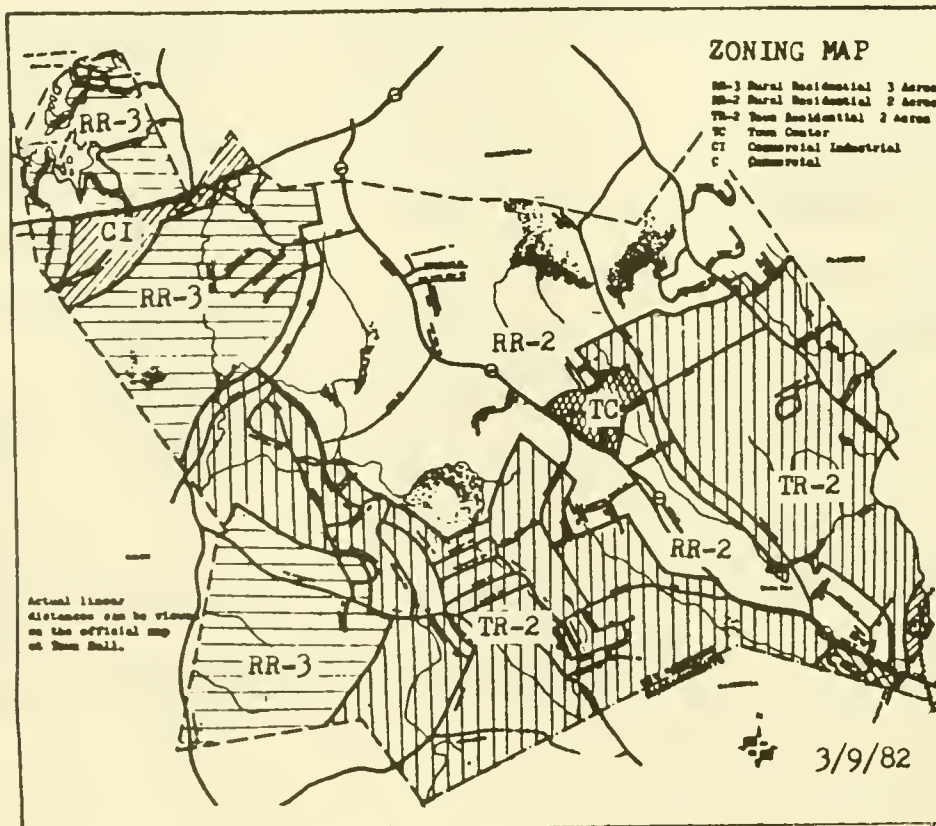 ZONING MAP
RR-3 Rural Residential 3 Acres
RR-2 Rural Residential 2 Acres
TR-2 Town Residential 2 Acres
TC Town Center
CI Commercial Industrial
C Commercial
RR-3
CI
RR-3
RR-2
TC
TR-2
RR-2
Actual linear
distances can be viewed
on the official map
at Town Hall.
TR-2
RR-3
3/9/82